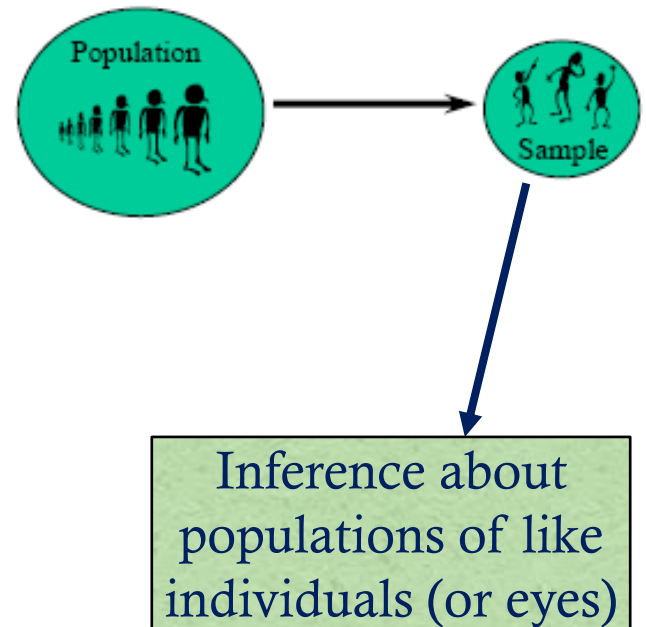 Population
Sample
Inference about
populations of like
individuals (or eyes)